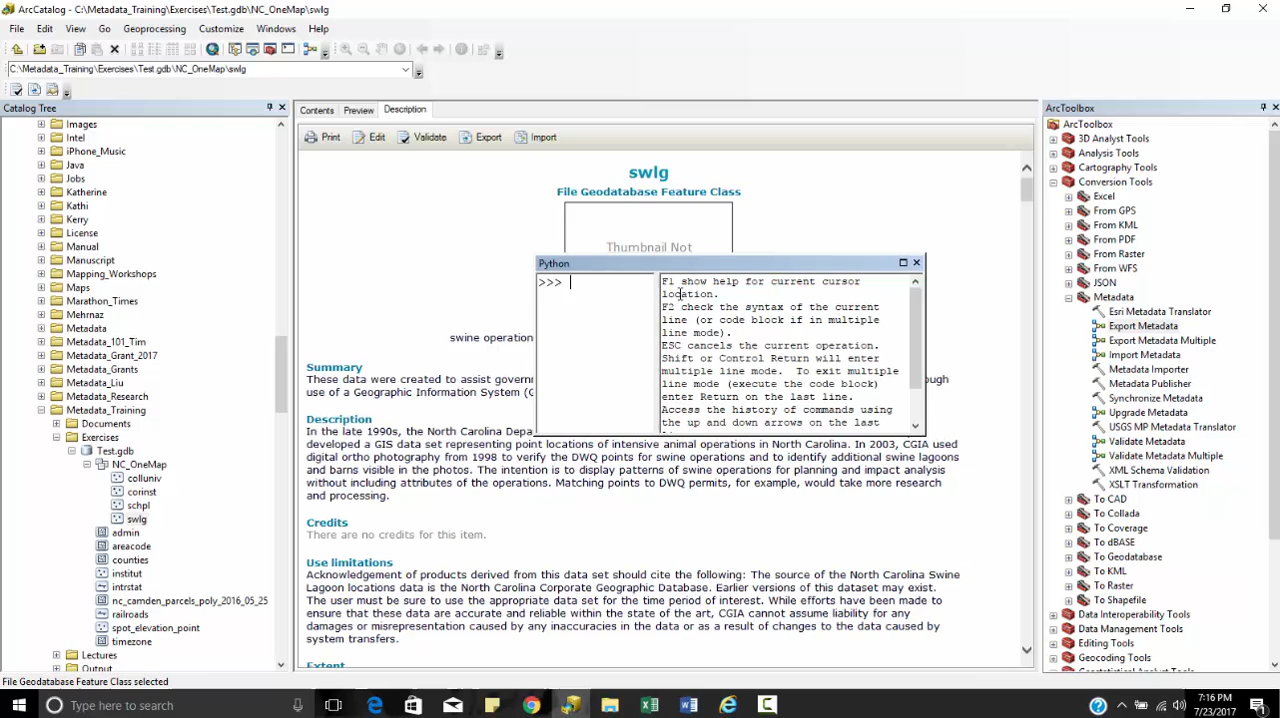 ArcCatalog - C:\Metadata_Training\Exercises\Test.gdb\NC_OneMap\swlg
File Edit View Go Geoprocessing Customize Windows Help
C:\Metadata_Training\Exercises\Test.gdb\NC_OneMap\swlg
Catalog Tree
Images
Intel
iPhone_Music
Java
Jobs
Katherine
Kathi
Kerry
License
Manual
Manuscript
Mapping_Workshops
Maps
Marathon_Times
Mehrnaz
Metadata
Metadata_101_Tim
Metadata_Grant_2017
Metadata_Grants
Metadata_Liu
Metadata_Research
Metadata_Training
Documents
Exercises
Test.gdb
NC_OneMap
colluniv
corinst
schpl
swlg
admin
areacode
counties
institut
intrstat
nc_camden_parcels_poly_2016_05_25
railroads
spot_elevation_point
timezone
Lectures
Output
Contents Preview Description
Print Edit Validate Export Import
swlg
File Geodatabase Feature Class
Thumbnail Not
swine operation
Summary
These data were created to assist govern
ough
use of a Geographic Information System (G
Description
In the late 1990s, the North Carolina Depa
developed a GIS data set representing point locations of intensive animal operations in North Carolina. In 2003, CGIA used
digital ortho photography from 1998 to verify the DWQ points for swine operations and to identify additional swine lagoons
and barns visible in the photos. The intention is to display patterns of swine operations for planning and impact analysis
without including attributes of the operations. Matching points to DWQ permits, for example, would take more research
and processing.
Credits
There are no credits for this item.
Use limitations
Acknowledgement of products derived from this data set should cite the following: The source of the North Carolina Swine
Lagoon locations data is the North Carolina Corporate Geographic Database. Earlier versions of this dataset may exist.
The user must be sure to use the appropriate data set for the time period of interest. While efforts have been made to
ensure that these data are accurate and reliable within the state of the art, CGIA cannot assume liability for any
damages or misrepresentation caused by any inaccuracies in the data or as a result of changes to the data caused by
system transfers.
Extent
Python
>>>
F1 show help for current cursor
location.
F2 check the syntax of the current
line (or code block if in multiple
line mode).
ESC cancels the current operation.
Shift or Control Return will enter
multiple line mode. To exit multiple
line mode (execute the code block)
enter Return on the last line.
Access the history of commands using
the up and down arrows on the last
ArcToolbox
ArcToolbox
3D Analyst Tools
Analysis Tools
Cartography Tools
Conversion Tools
Excel
From GPS
From KML
From PDF
From Raster
From WFS
JSON
Metadata
Esri Metadata Translator
Export Metadata
Export Metadata Multiple
Import Metadata
Metadata Importer
Metadata Publisher
Synchronize Metadata
Upgrade Metadata
USGS MP Metadata Translator
Validate Metadata
Validate Metadata Multiple
XML Schema Validation
XSLT Transformation
To CAD
To Collada
To Coverage
To dBASE
To Geodatabase
To KML
To Raster
To Shapefile
Data Interoperability Tools
Data Management Tools
Editing Tools
Geocoding Tools
File Geodatabase Feature Class selected
Type here to search
7:16 PM
7/23/2017